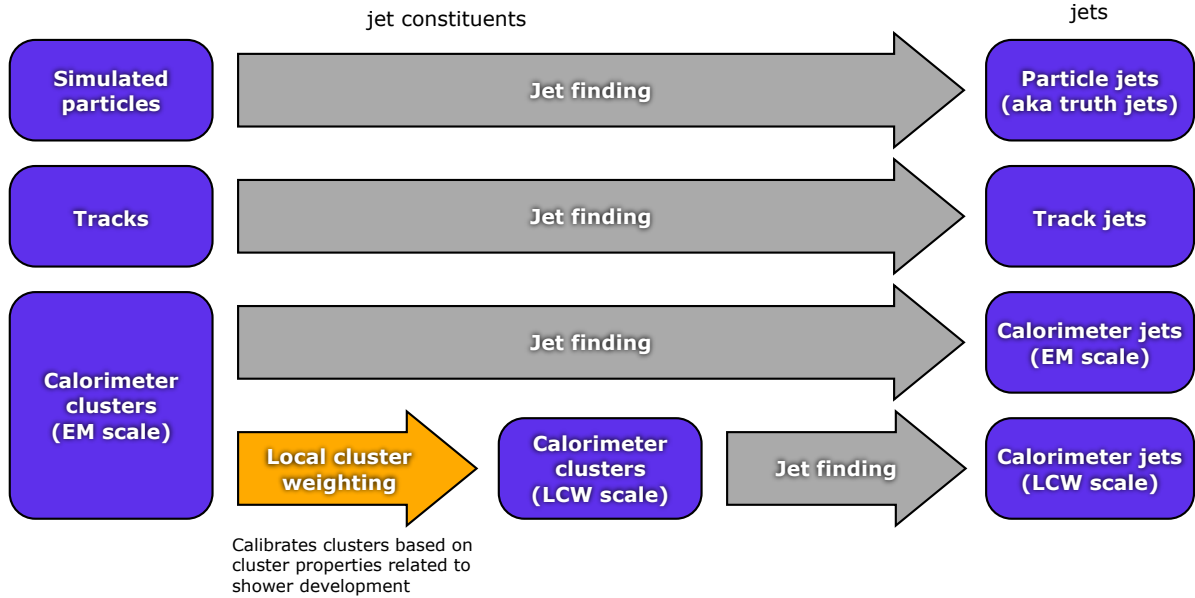 jet constituents
jets
Simulated
particles
Jet finding
Particle jets
(aka truth jets)
Tracks
Jet finding
Track jets
Calorimeter
clusters
(EM scale)
Jet finding
Calorimeter jets
(EM scale)
Local cluster
weighting
Calorimeter
clusters
(LCW scale)
Jet finding
Calorimeter jets
(LCW scale)
Calibrates clusters based on
cluster properties related to
shower development